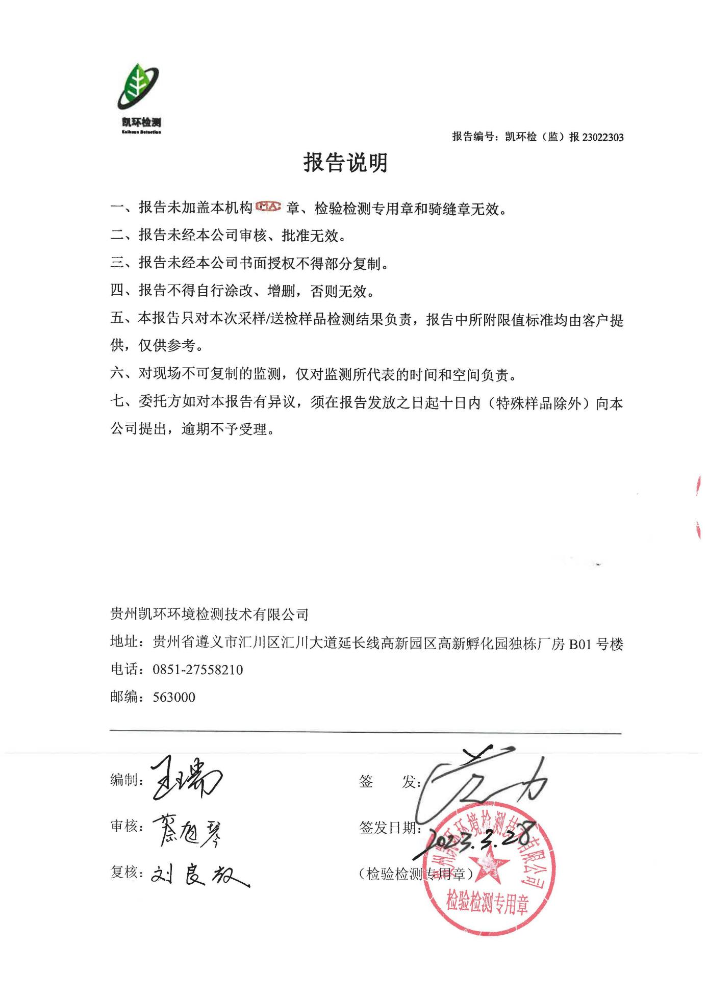 凯环检测
Kaihuan Detection
报告编号：凯环检（监）报 23022303
报告说明
一、报告未加盖本机构 MA 章、检验检测专用章和骑缝章无效。
二、报告未经本公司审核、批准无效。
三、报告未经本公司书面授权不得部分复制。
四、报告不得自行涂改、增删，否则无效。
五、本报告只对本次采样/送检样品检测结果负责，报告中所附限值标准均由客户提
供，仅供参考。
六、对现场不可复制的监测，仅对监测所代表的时间和空间负责。
七、委托方如对本报告有异议，须在报告发放之日起十日内（特殊样品除外）向本
公司提出，逾期不予受理。
贵州凯环环境检测技术有限公司
地址：贵州省遵义市汇川区汇川大道延长线高新园区高新孵化园独栋厂房 B01 号楼
电话：0851-27558210
邮编：563000
编制：王瑞
签 发：
审核：蔡旭琴
签发日期：2023.3.28
复核：刘良敏
（检验检测专用章）
贵州凯环环境检测技术有限公司
检验检测专用章